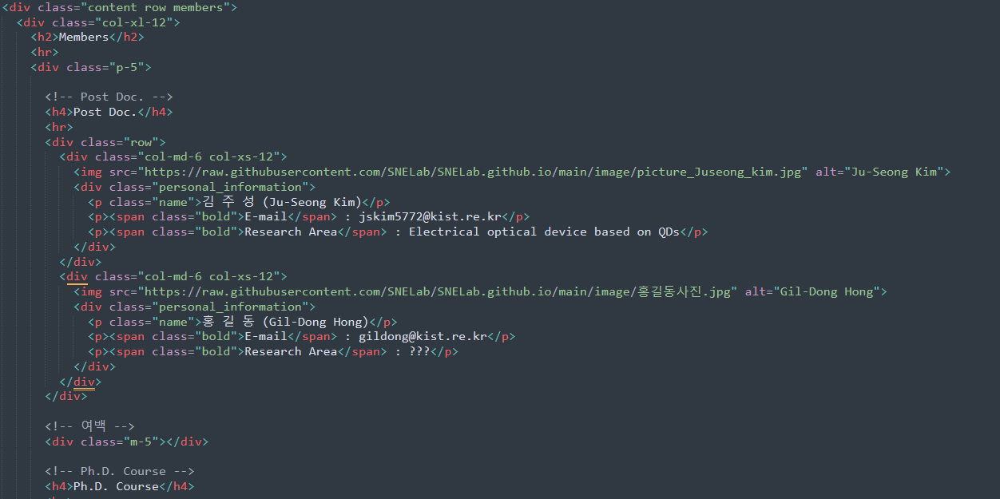 <div class="content row members">
<div class="col-xl-12">
<h2>Members</h2>
<hr>
<div class="p-5">
<!-- Post Doc. -->
<h4>Post Doc.</h4>
<hr>
<div class="row">
<div class="col-md-6 col-xs-12">
<img src="https://raw.githubusercontent.com/SNELab/SNELab.github.io/main/image/picture_Juseong_kim.jpg" alt="Ju-Seong Kim">
<div class="personal_information">
<p class="name">김 주 성 (Ju-Seong Kim)</p>
<p><span class="bold">E-mail</span> : jskim5772@kist.re.kr</p>
<p><span class="bold">Research Area</span> : Electrical optical device based on QDs</p>
</div>
</div>
<div class="col-md-6 col-xs-12">
<img src="https://raw.githubusercontent.com/SNELab/SNELab.github.io/main/image/홍길동사진.jpg" alt="Gil-Dong Hong">
<div class="personal_information">
<p class="name">홍 길 동 (Gil-Dong Hong)</p>
<p><span class="bold">E-mail</span> : gildong@kist.re.kr</p>
<p><span class="bold">Research Area</span> : ???</p>
</div>
</div>
</div>
<!-- 여백 -->
<div class="m-5"></div>
<!-- Ph.D. Course -->
<h4>Ph.D. Course</h4>